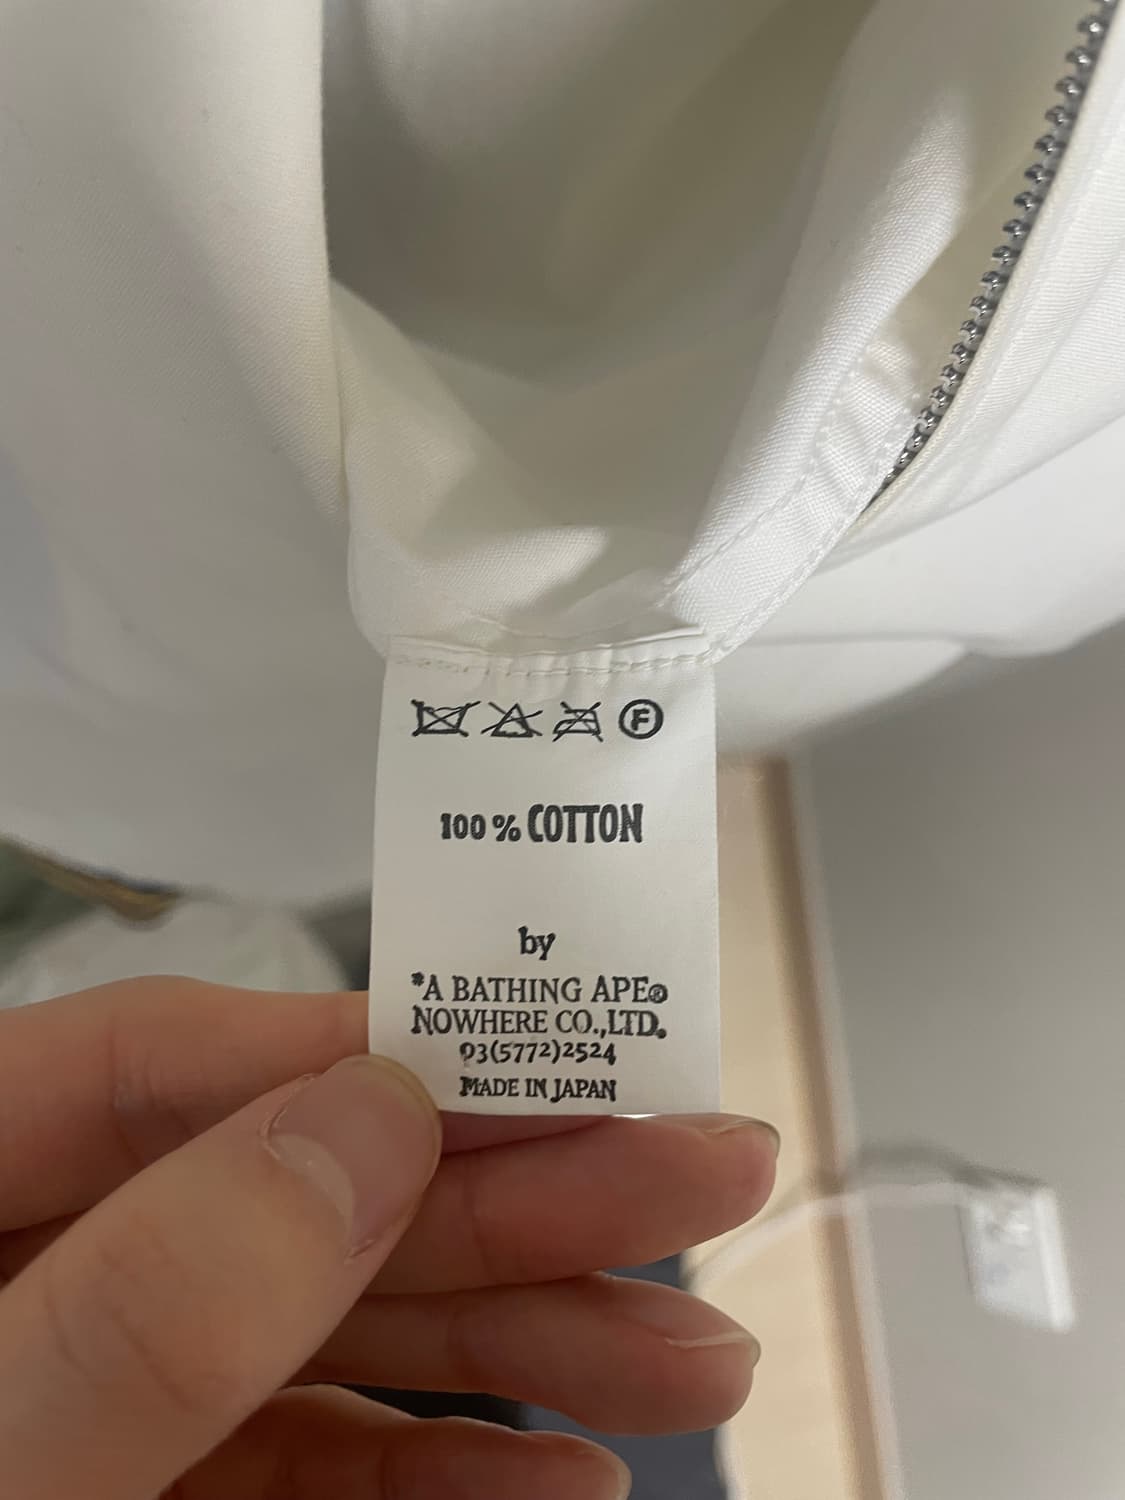 F
100% COTTON
by
*A BATHING APE®
NOWHERE CO.,LTD.
03(5772)2524
MADE IN JAPAN